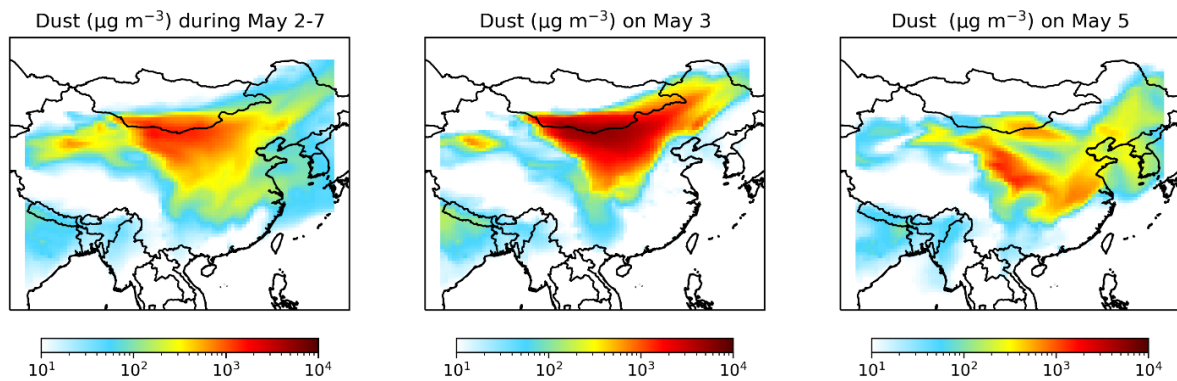 Dust (µg m⁻³) during May 2-7
Dust (µg m⁻³) on May 3
Dust  (µg m⁻³) on May 5
10¹ 10² 10³ 10⁴
10¹ 10² 10³ 10⁴
10¹ 10² 10³ 10⁴